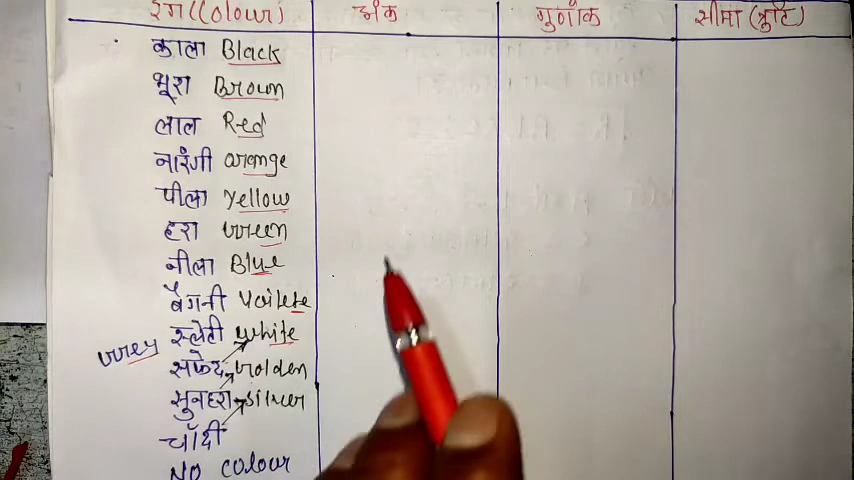 रंग(Colour) अंक गुणांक सीमा (त्रुटि)
काला Black
भूरा Brown
लाल Red
नारंगी orange
पीला Yellow
हरा Green
नीला Blue
बैगनी Voilete
Grey स्लेटी White
सफेद Golden
सुनहरा Silver
चाँदी
No colour